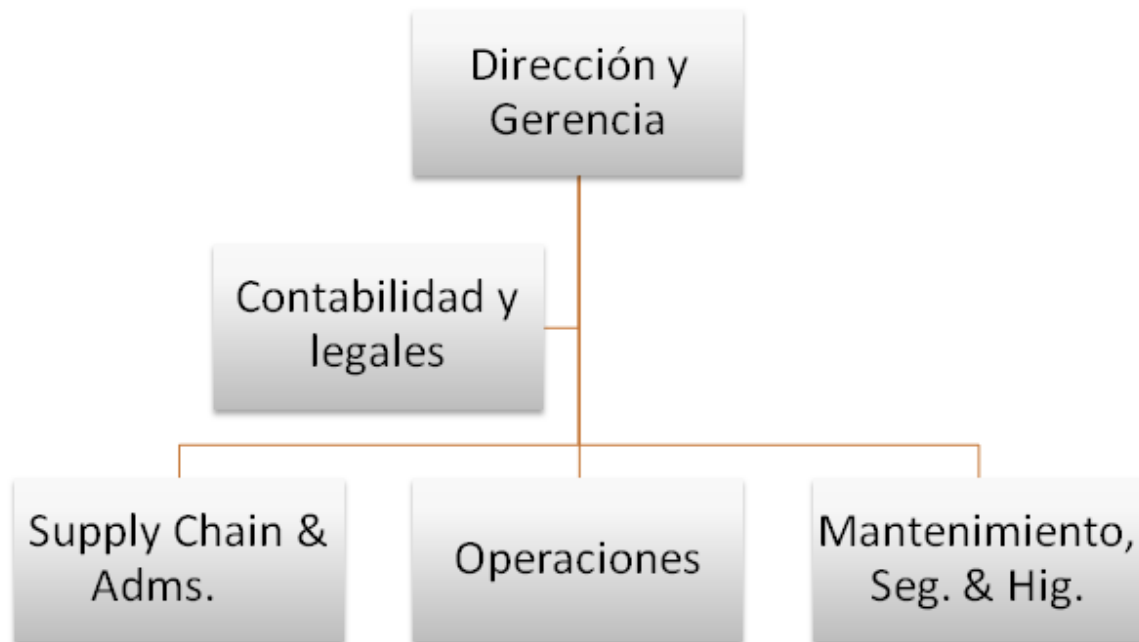 Dirección y
Gerencia
Contabilidad y
legales
Supply Chain &
Adms.
Operaciones
Mantenimiento,
Seg. & Hig.